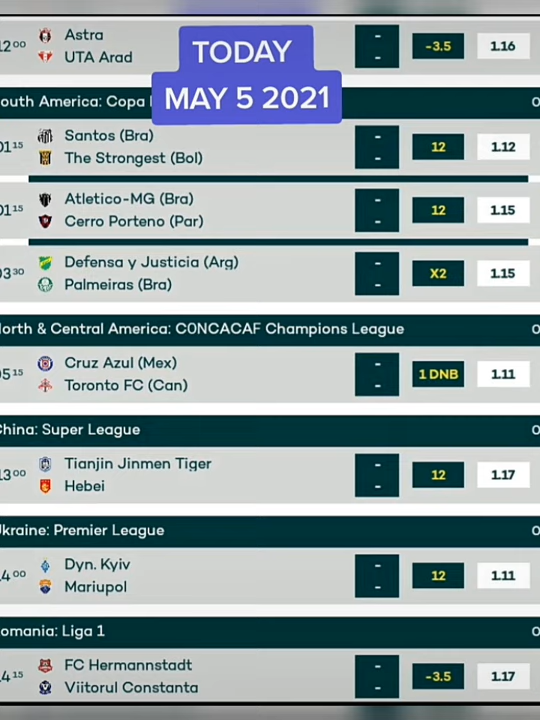 TODAY
MAY 5 2021
12 00 Astra - -3.5 1.16
UTA Arad -
outh America: Copa
01 15 Santos (Bra) - 12 1.12
The Strongest (Bol) -
01 15 Atletico-MG (Bra) - 12 1.15
Cerro Porteno (Par) -
03 30 Defensa y Justicia (Arg) - X2 1.15
Palmeiras (Bra) -
orth & Central America: CONCACAF Champions League
05 15 Cruz Azul (Mex) - 1 DNB 1.11
Toronto FC (Can) -
hina: Super League
13 00 Tianjin Jinmen Tiger - 12 1.17
Hebei -
kraine: Premier League
14 00 Dyn. Kyiv - 12 1.11
Mariupol -
omania: Liga 1
14 15 FC Hermannstadt - -3.5 1.17
Viitorul Constanta -